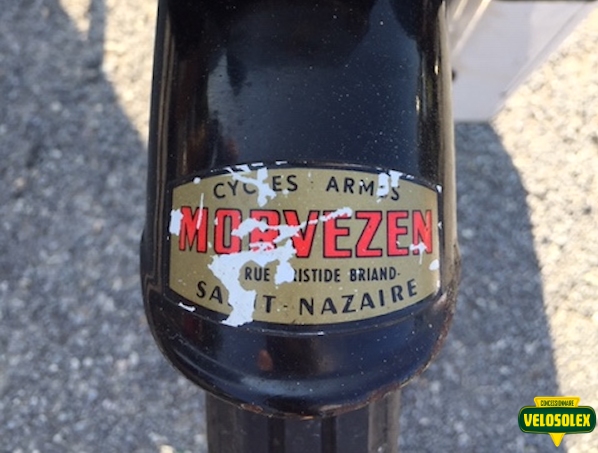 CYCLES ARMES
MORVEZEN
RUE ARISTIDE BRIAND-
SAINT-NAZAIRE
CONCESSIONNAIRE
VELOSOLEX